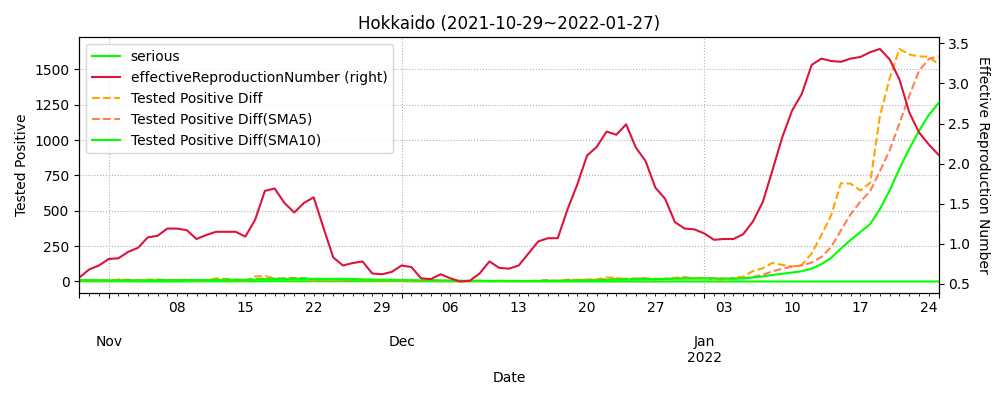 Hokkaido (2021-10-29~2022-01-27)
serious
effectiveReproductionNumber (right)
Tested Positive Diff
Tested Positive Diff(SMA5)
Tested Positive Diff(SMA10)
Tested Positive
1500
1250
1000
750
500
250
0
3.5
3.0
2.5
2.0
1.5
1.0
0.5
Effective Reproduction Number
08 15 22 29 06 13 20 27 03 10 17 24
Nov Dec Jan
2022
Date